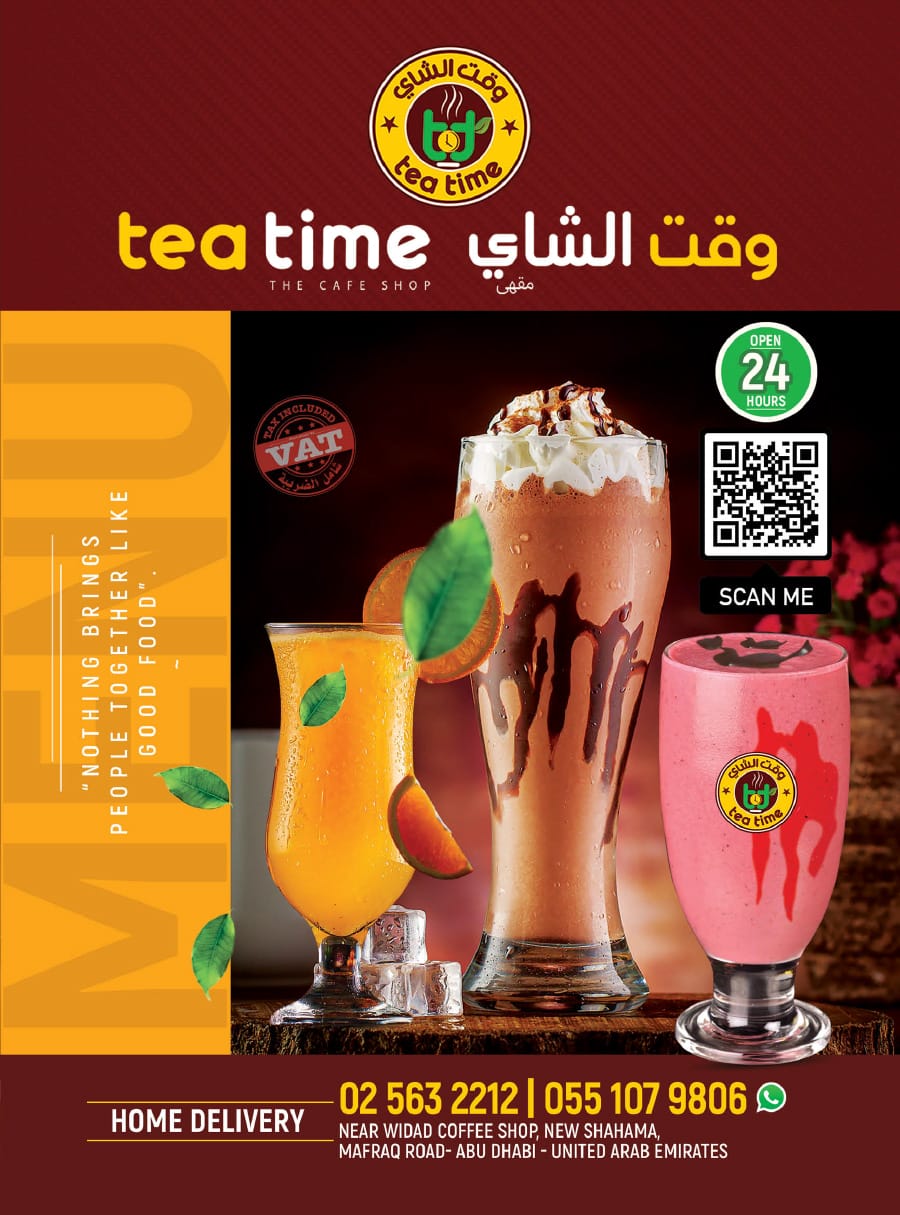 وقت الشاي
tea time
tea time وقت الشاي
THE CAFE SHOP مقهى
MENU
"NOTHING BRINGS
PEOPLE TOGETHER LIKE
GOOD FOOD".
~
TAX INCLUDED
VAT
شامل الضريبة
OPEN
24
HOURS
SCAN ME
وقت الشاي
tea time
HOME DELIVERY
02 563 2212 | 055 107 9806
NEAR WIDAD COFFEE SHOP, NEW SHAHAMA,
MAFRAQ ROAD- ABU DHABI - UNITED ARAB EMIRATES